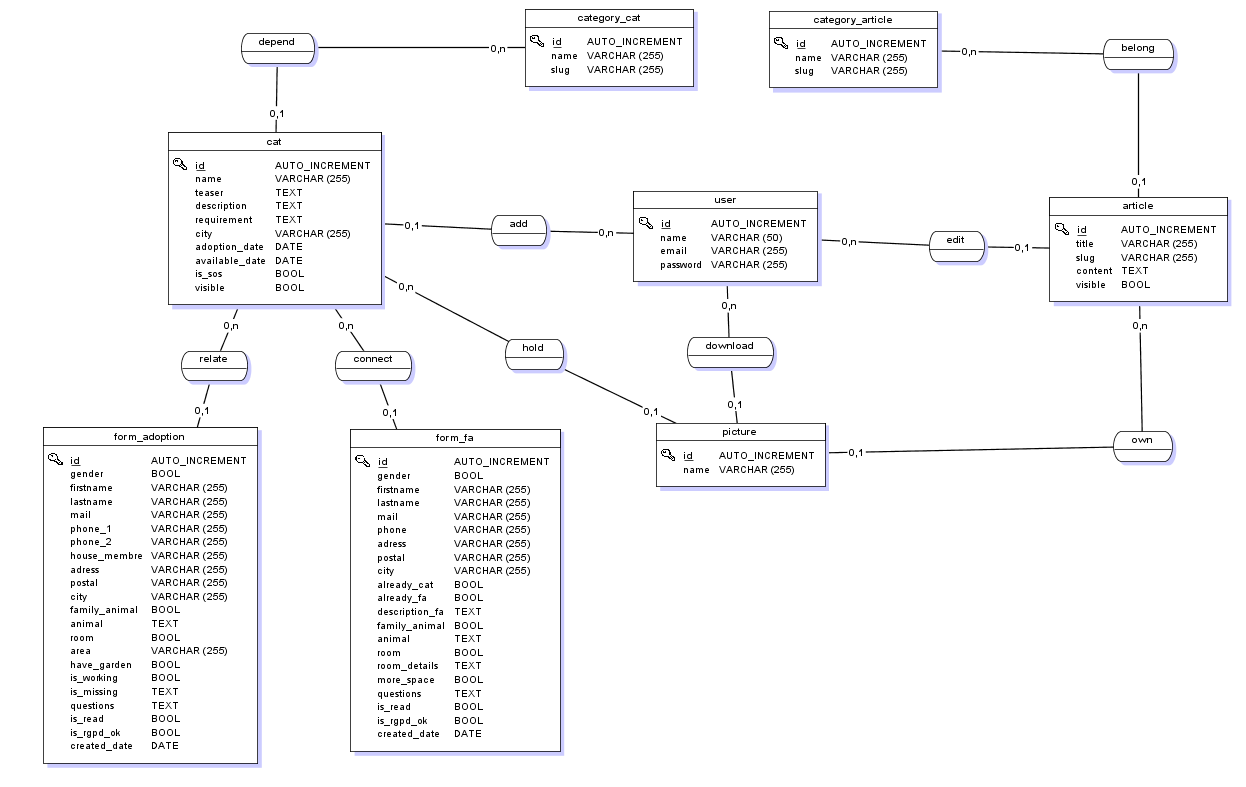 category_cat
id AUTO_INCREMENT
name VARCHAR (255)
slug VARCHAR (255)
category_article
id AUTO_INCREMENT
name VARCHAR (255)
slug VARCHAR (255)
depend
0,n
0,1
belong
0,n
0,1
cat
id AUTO_INCREMENT
name VARCHAR (255)
teaser TEXT
description TEXT
requirement TEXT
city VARCHAR (255)
adoption_date DATE
available_date DATE
is_sos BOOL
visible BOOL
0,1
add
0,n
user
id AUTO_INCREMENT
name VARCHAR (50)
email VARCHAR (255)
password VARCHAR (255)
0,n
edit
0,1
article
id AUTO_INCREMENT
title VARCHAR (255)
slug VARCHAR (255)
content TEXT
visible BOOL
0,n
relate
0,1
0,n
connect
0,1
0,n
hold
0,1
0,n
download
0,1
0,n
own
0,1
picture
id AUTO_INCREMENT
name VARCHAR (255)
form_adoption
id AUTO_INCREMENT
gender BOOL
firstname VARCHAR (255)
lastname VARCHAR (255)
mail VARCHAR (255)
phone_1 VARCHAR (255)
phone_2 VARCHAR (255)
house_membre VARCHAR (255)
adress VARCHAR (255)
postal VARCHAR (255)
city VARCHAR (255)
family_animal BOOL
animal TEXT
room BOOL
area VARCHAR (255)
have_garden BOOL
is_working BOOL
is_missing TEXT
questions TEXT
is_read BOOL
is_rgpd_ok BOOL
created_date DATE
form_fa
id AUTO_INCREMENT
gender BOOL
firstname VARCHAR (255)
lastname VARCHAR (255)
mail VARCHAR (255)
phone VARCHAR (255)
adress VARCHAR (255)
postal VARCHAR (255)
city VARCHAR (255)
already_cat BOOL
already_fa BOOL
description_fa TEXT
family_animal BOOL
animal TEXT
room BOOL
room_details TEXT
more_space BOOL
questions TEXT
is_read BOOL
is_rgpd_ok BOOL
created_date DATE